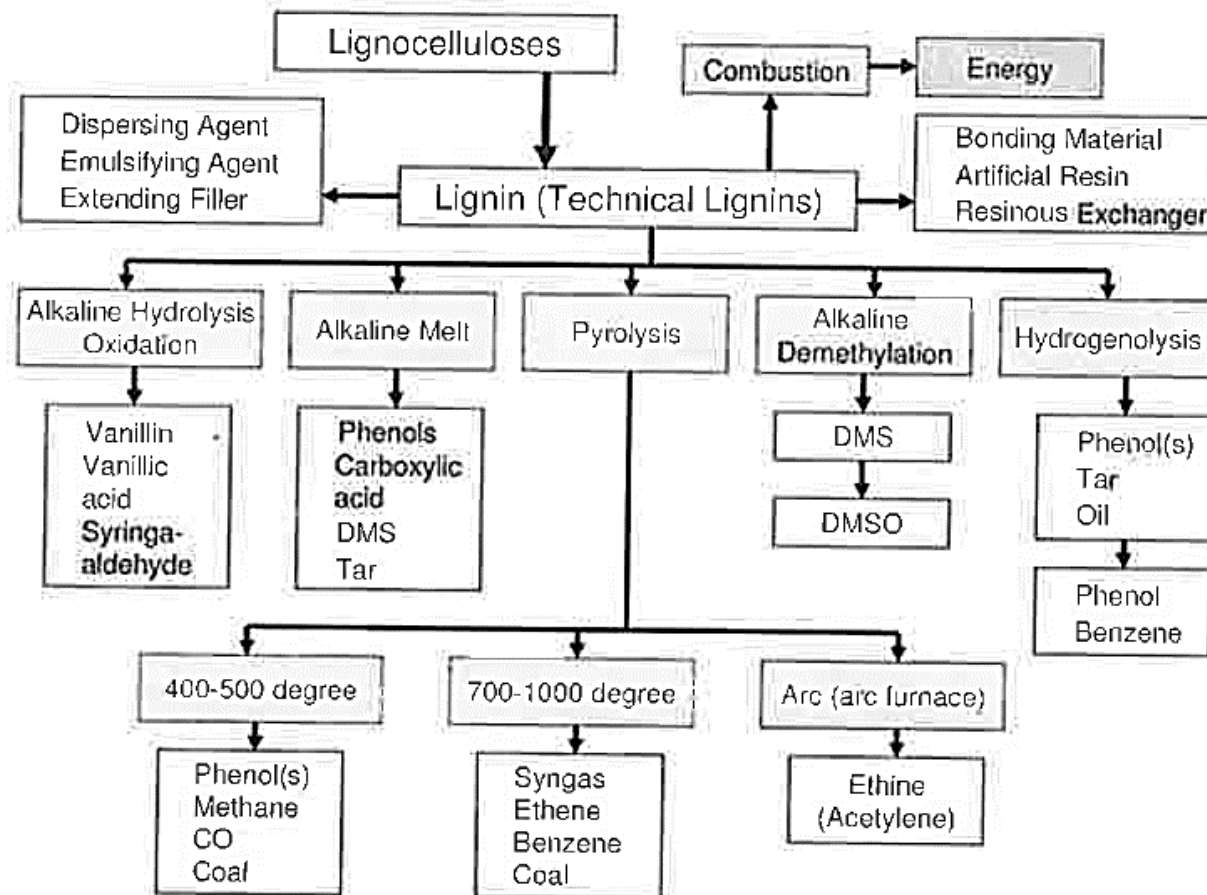 Lignocelluloses
Combustion
Energy
Dispersing Agent
Emulsifying Agent
Extending Filler
Lignin (Technical Lignins)
Bonding Material
Artificial Resin
Resinous Exchanger
Alkaline Hydrolysis
Oxidation
Alkaline Melt
Pyrolysis
Alkaline
Demethylation
Hydrogenolysis
Vanillin
Vanillic
acid
Syringa-
aldehyde
Phenols
Carboxylic
acid
DMS
Tar
DMS
DMSO
Phenol(s)
Tar
Oil
Phenol
Benzene
400-500 degree
700-1000 degree
Arc (arc furnace)
Phenol(s)
Methane
CO
Coal
Syngas
Ethene
Benzene
Coal
Ethine
(Acetylene)